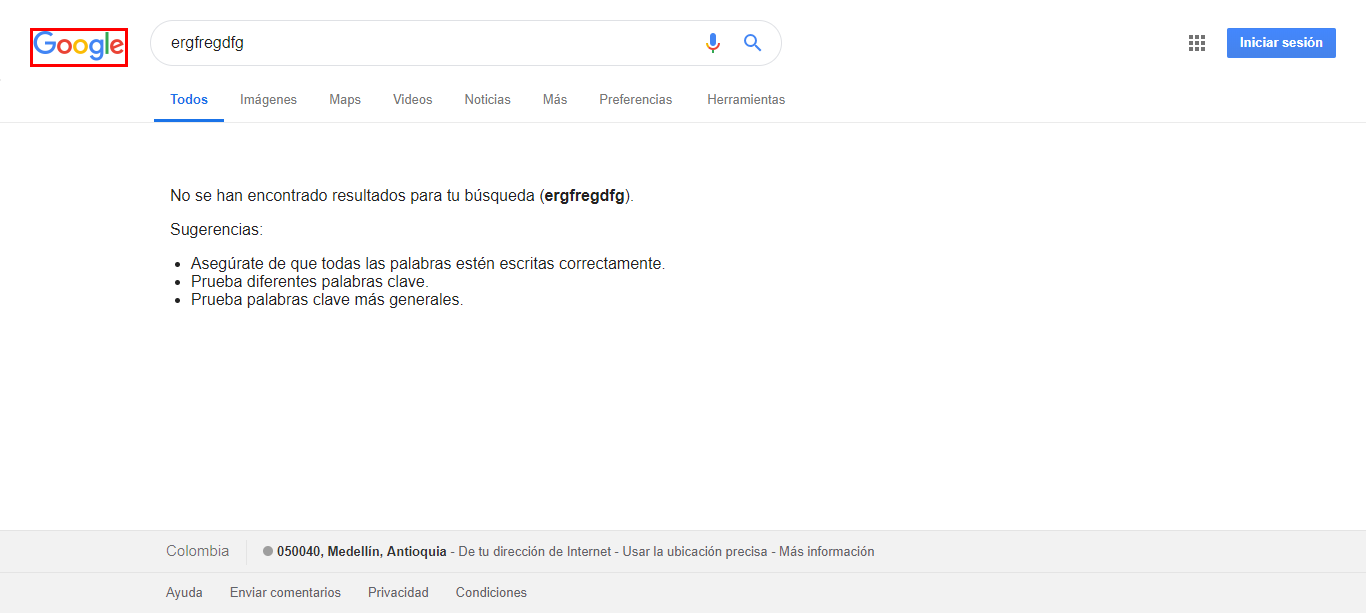 Google
ergfregdfg
Iniciar sesión
Todos Imágenes Maps Videos Noticias Más Preferencias Herramientas
No se han encontrado resultados para tu búsqueda (ergfregdfg).
Sugerencias:
• Asegúrate de que todas las palabras estén escritas correctamente.
• Prueba diferentes palabras clave.
• Prueba palabras clave más generales.
Colombia 050040, Medellín, Antioquia - De tu dirección de Internet - Usar la ubicación precisa - Más información
Ayuda Enviar comentarios Privacidad Condiciones